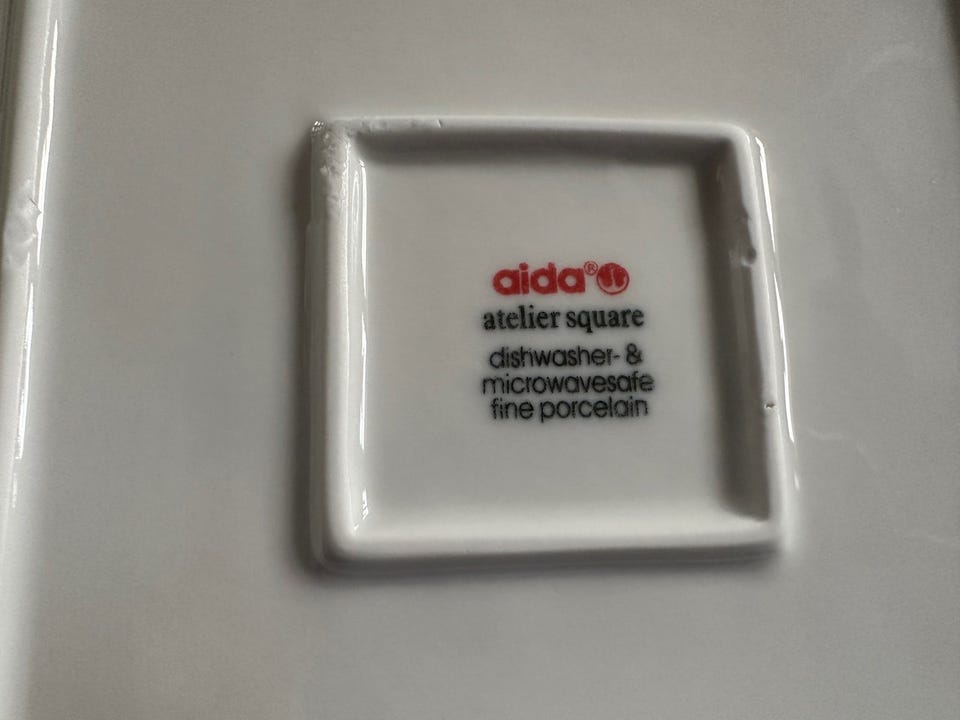 aida®
atelier square
dishwasher- &
microwavesafe
fine porcelain